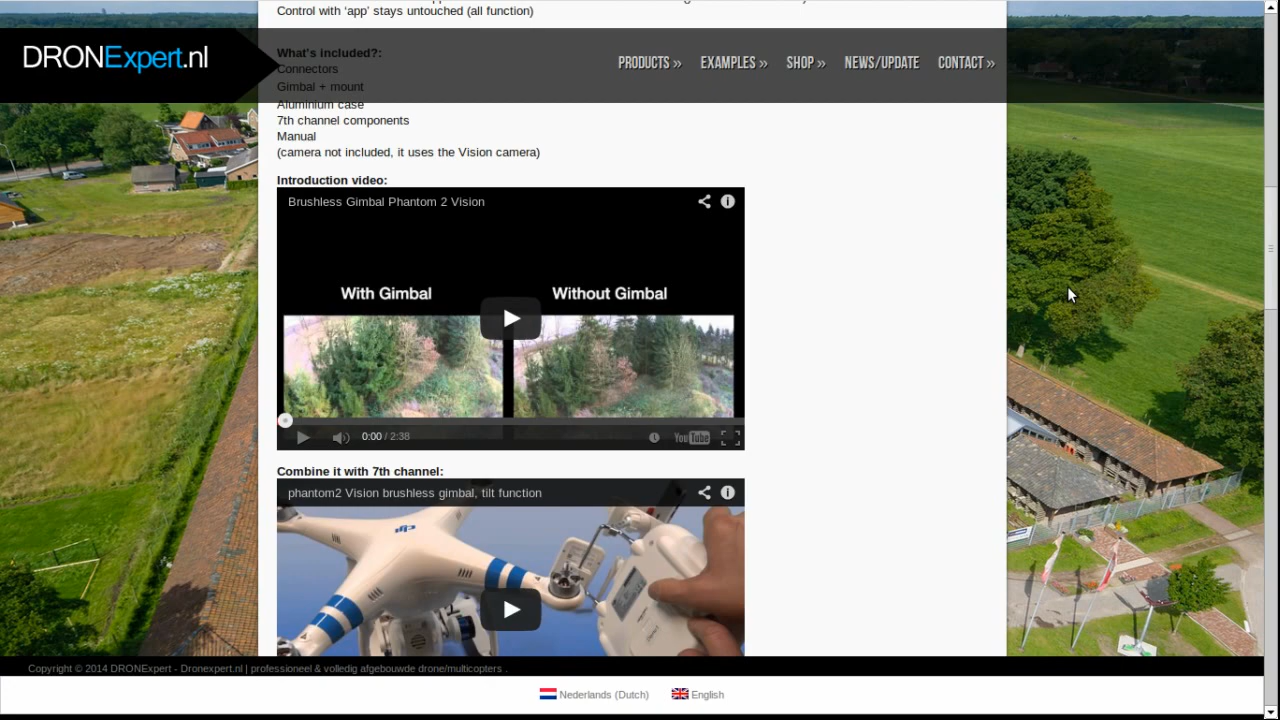 Control with ‘app’ stays untouched (all function)
DRONExpert.nl
PRODUCTS »
EXAMPLES »
SHOP »
NEWS/UPDATE
CONTACT »
What’s included?:
Connectors
Gimbal + mount
Aluminium case
7th channel components
Manual
(camera not included, it uses the Vision camera)
Introduction video:
Brushless Gimbal Phantom 2 Vision
With Gimbal
Without Gimbal
0:00 / 2:38
YouTube
Combine it with 7th channel:
phantom2 Vision brushless gimbal, tilt function
dji
Copyright © 2014 DRONExpert - Dronexpert.nl | professioneel & volledig afgebouwde drone/multicopters .
Nederlands (Dutch)
English